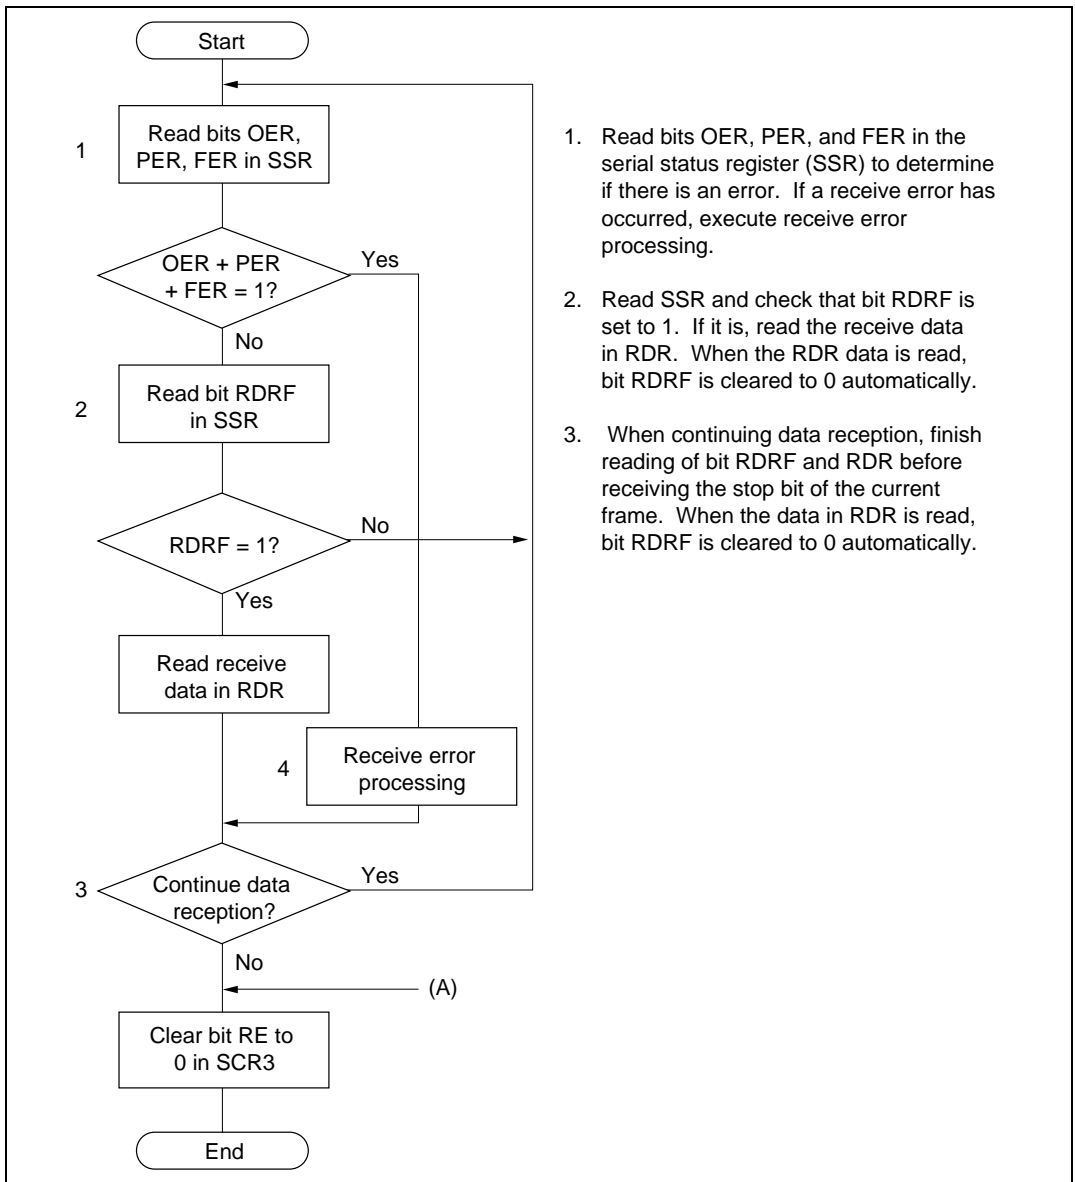 Start
1
Read bits OER,
PER, FER in SSR
OER + PER
+ FER = 1?
Yes
No
2
Read bit RDRF
in SSR
RDRF = 1?
No
Yes
Read receive
data in RDR
4
Receive error
processing
3
Continue data
reception?
Yes
No
(A)
Clear bit RE to
0 in SCR3
End
1. Read bits OER, PER, and FER in the
serial status register (SSR) to determine
if there is an error. If a receive error has
occurred, execute receive error
processing.
2. Read SSR and check that bit RDRF is
set to 1. If it is, read the receive data
in RDR. When the RDR data is read,
bit RDRF is cleared to 0 automatically.
3. When continuing data reception, finish
reading of bit RDRF and RDR before
receiving the stop bit of the current
frame. When the data in RDR is read,
bit RDRF is cleared to 0 automatically.